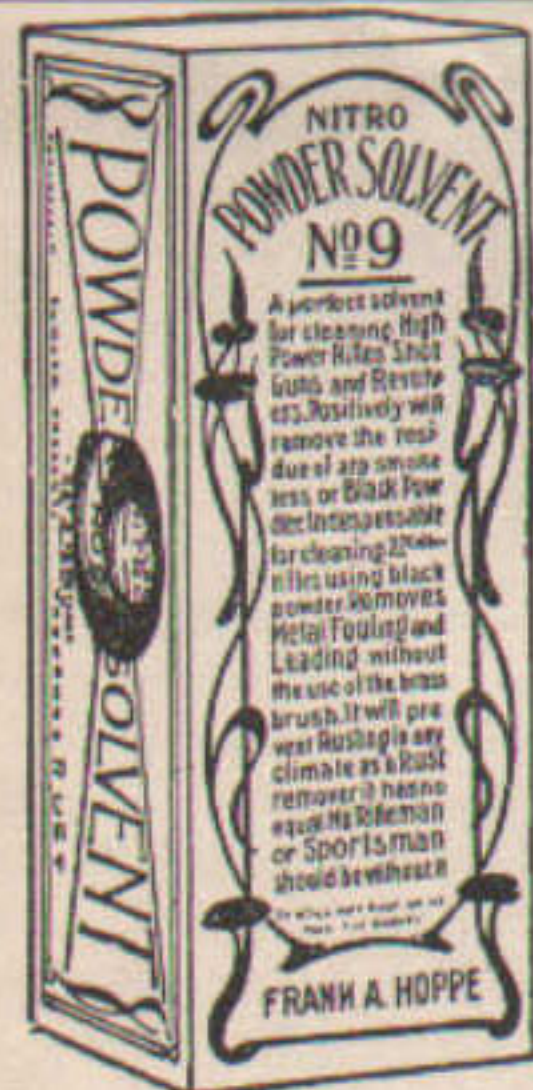 NITRO
POWDER SOLVENT
No 9
A perfect solvent
for cleaning High
Power Rifles Shot
Guns and Revolv-
ers. Positively will
remove the resi-
due of any smoke
less or Black Pow
der Indespensable
for cleaning 22
rifles using black
powder. Removes
Metal Fouling and
Leading without
the use of the brass
brush. It will pre
vent Rusting in any
climate as a Rust
remover it has no
equal. No Rifleman
or Sportsman
should be without it
FRANK A. HOPPE
POWDE
SOLVENT